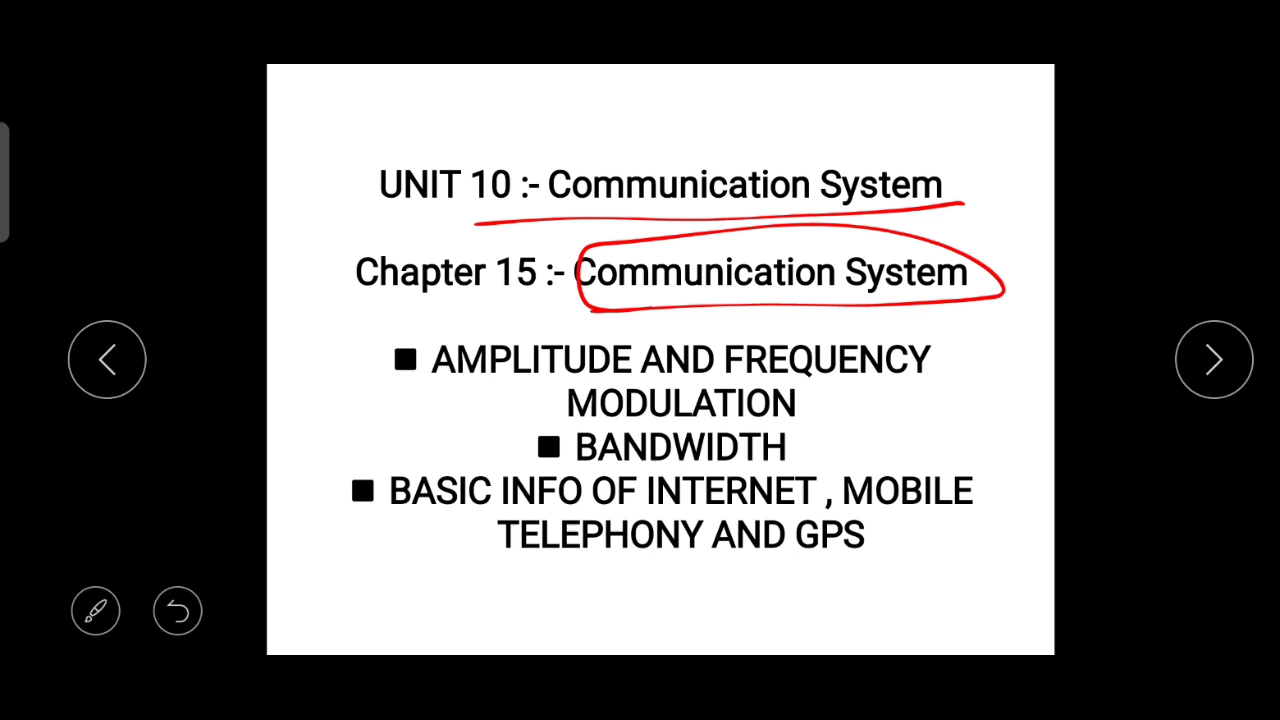 UNIT 10 :- Communication System
Chapter 15 :- Communication System
■ AMPLITUDE AND FREQUENCY
MODULATION
■ BANDWIDTH
■ BASIC INFO OF INTERNET , MOBILE
TELEPHONY AND GPS